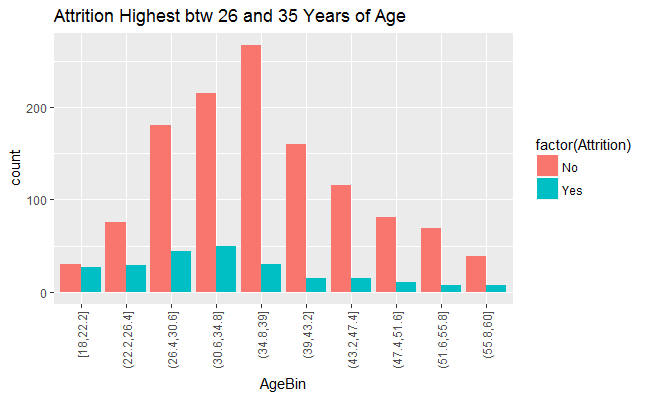 Attrition Highest btw 26 and 35 Years of Age
count
200
100
0
[18,22.2]
(22.2,26.4]
(26.4,30.6]
(30.6,34.8]
(34.8,39]
(39,43.2]
(43.2,47.4]
(47.4,51.6]
(51.6,55.8]
(55.8,60]
AgeBin
factor(Attrition)
No
Yes